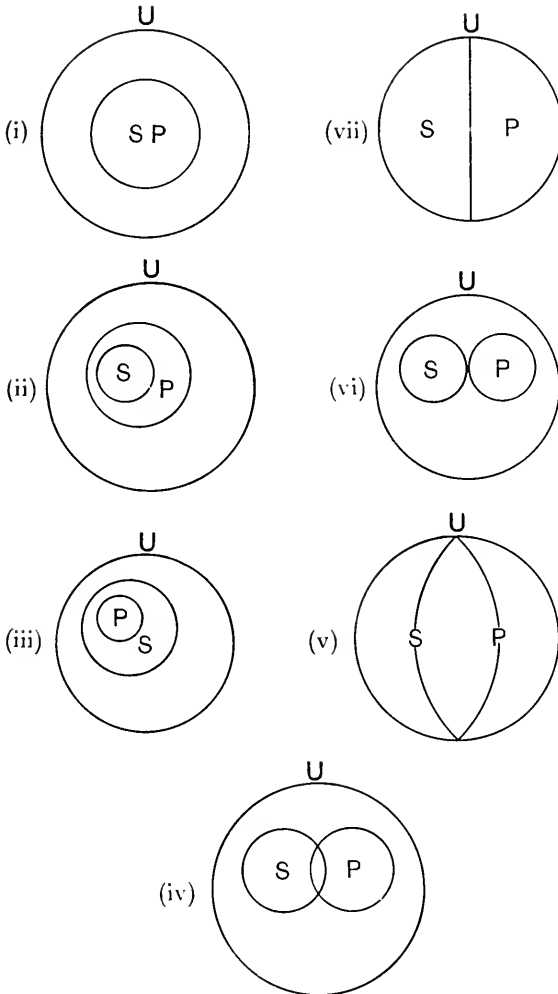 U U
(i) S P (vii) S P
U U
(ii) S P (vi) S P
U U
(iii) P S (v) S P
U
(iv) S P